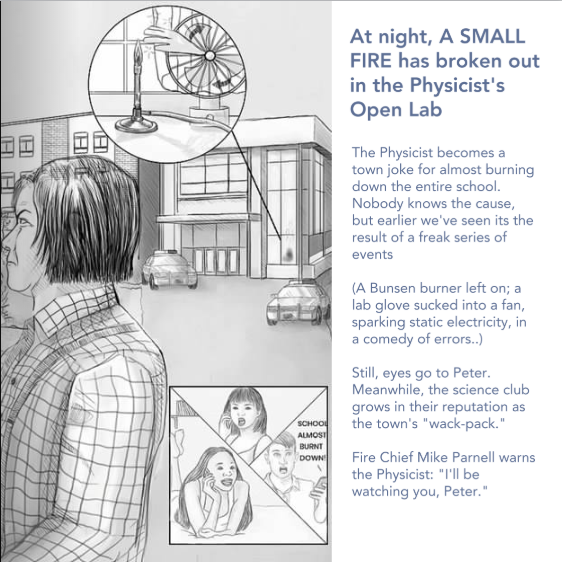 At night, A SMALL
FIRE has broken out
in the Physicist's
Open Lab
The Physicist becomes a
town joke for almost burning
down the entire school.
Nobody knows the cause,
but earlier we've seen its the
result of a freak series of
events
(A Bunsen burner left on; a
lab glove sucked into a fan,
sparking static electricity, in
a comedy of errors..)
Still, eyes go to Peter.
Meanwhile, the science club
grows in their reputation as
the town's "wack-pack."
Fire Chief Mike Parnell warns
the Physicist: "I'll be
watching you, Peter."
SCHOOL
ALMOST
BURNT
DOWN!